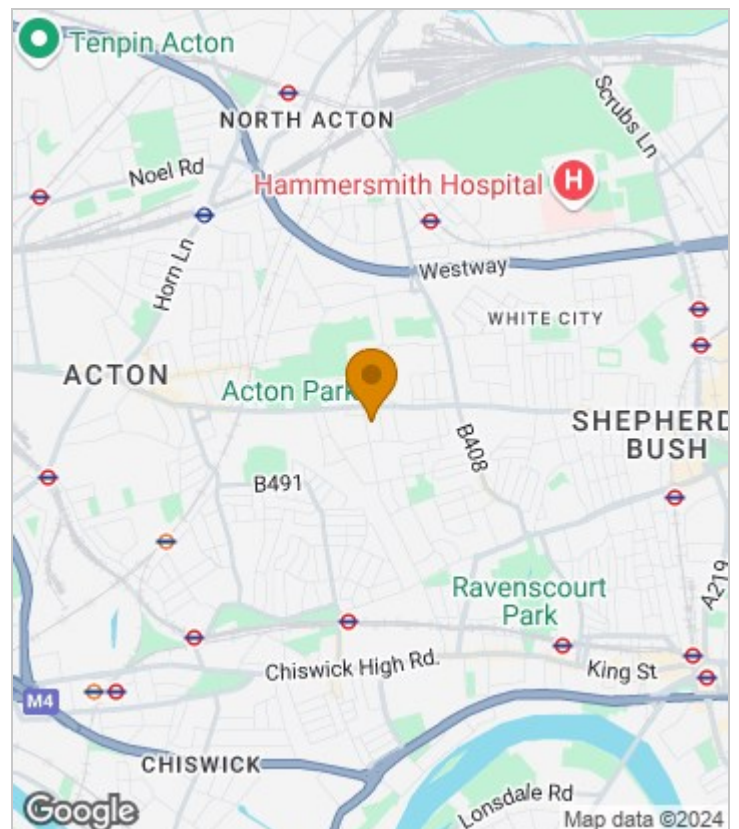 Tenpin Acton
NORTH ACTON
Scrubs Ln
Noel Rd
Hammersmith Hospital
H
Horn Ln
Westway
WHITE CITY
ACTON
Acton Park
SHEPHERD
BUSH
B408
B491
Ravenscourt
Park
A219
Chiswick High Rd.
King St
M4
CHISWICK
Lonsdale Rd
Google
Map data ©2024